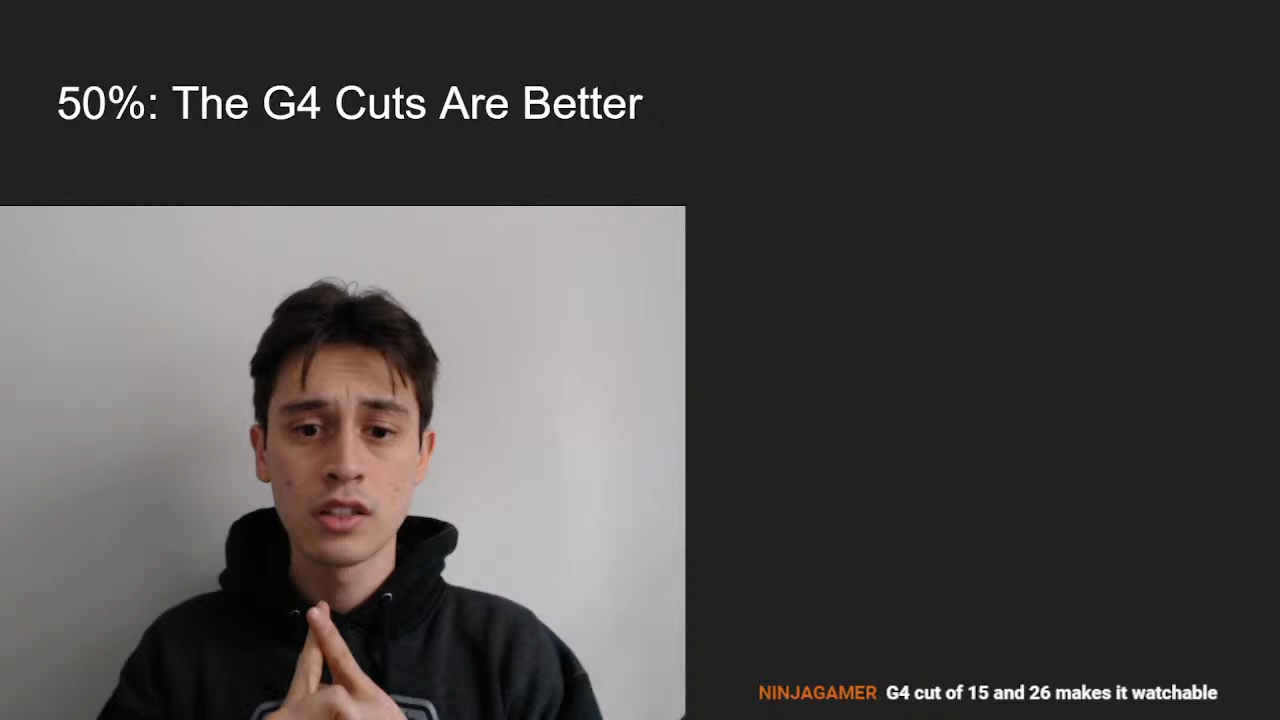 50%: The G4 Cuts Are Better
NINJAGAMER G4 cut of 15 and 26 makes it watchable